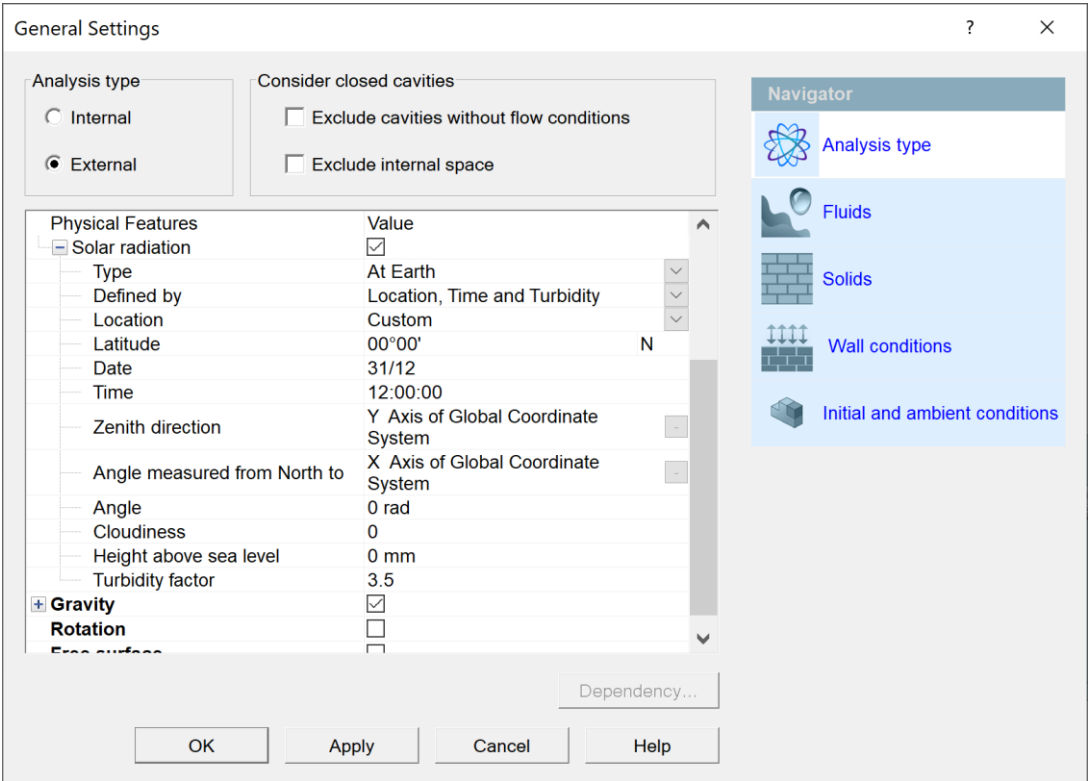 General Settings
?
Analysis type
Internal
External
Consider closed cavities
Exclude cavities without flow conditions
Exclude internal space
Physical Features Value
Solar radiation
Type At Earth
Defined by Location, Time and Turbidity
Location Custom
Latitude 00°00' N
Date 31/12
Time 12:00:00
Zenith direction Y Axis of Global Coordinate
System
Angle measured from North to X Axis of Global Coordinate
System
Angle 0 rad
Cloudiness 0
Height above sea level 0 mm
Turbidity factor 3.5
Gravity
Rotation
Free surface
Dependency...
OK Apply Cancel Help
Navigator
Analysis type
Fluids
Solids
Wall conditions
Initial and ambient conditions